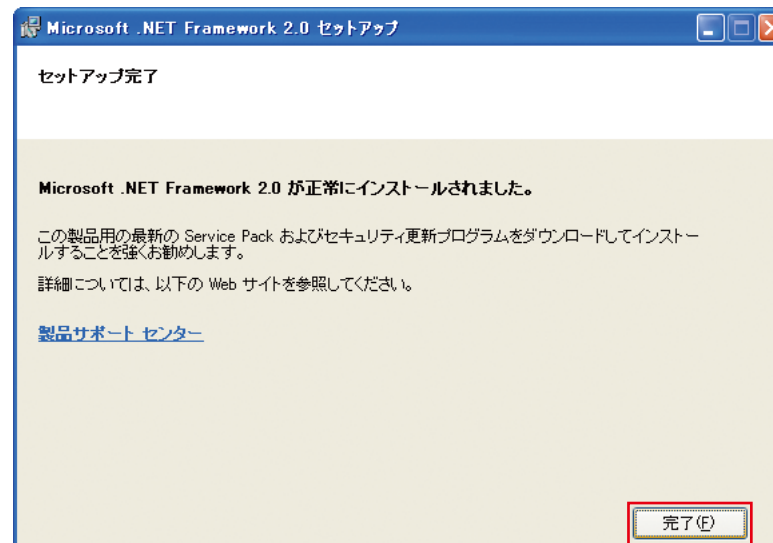 Microsoft .NET Framework 2.0 セットアップ
セットアップ完了
Microsoft .NET Framework 2.0 が正常にインストールされました。
この製品用の最新の Service Pack およびセキュリティ更新プログラムをダウンロードしてインストー
ルすることを強くお勧めします。
詳細については、以下の Web サイトを参照してください。
製品サポート センター
完了(F)